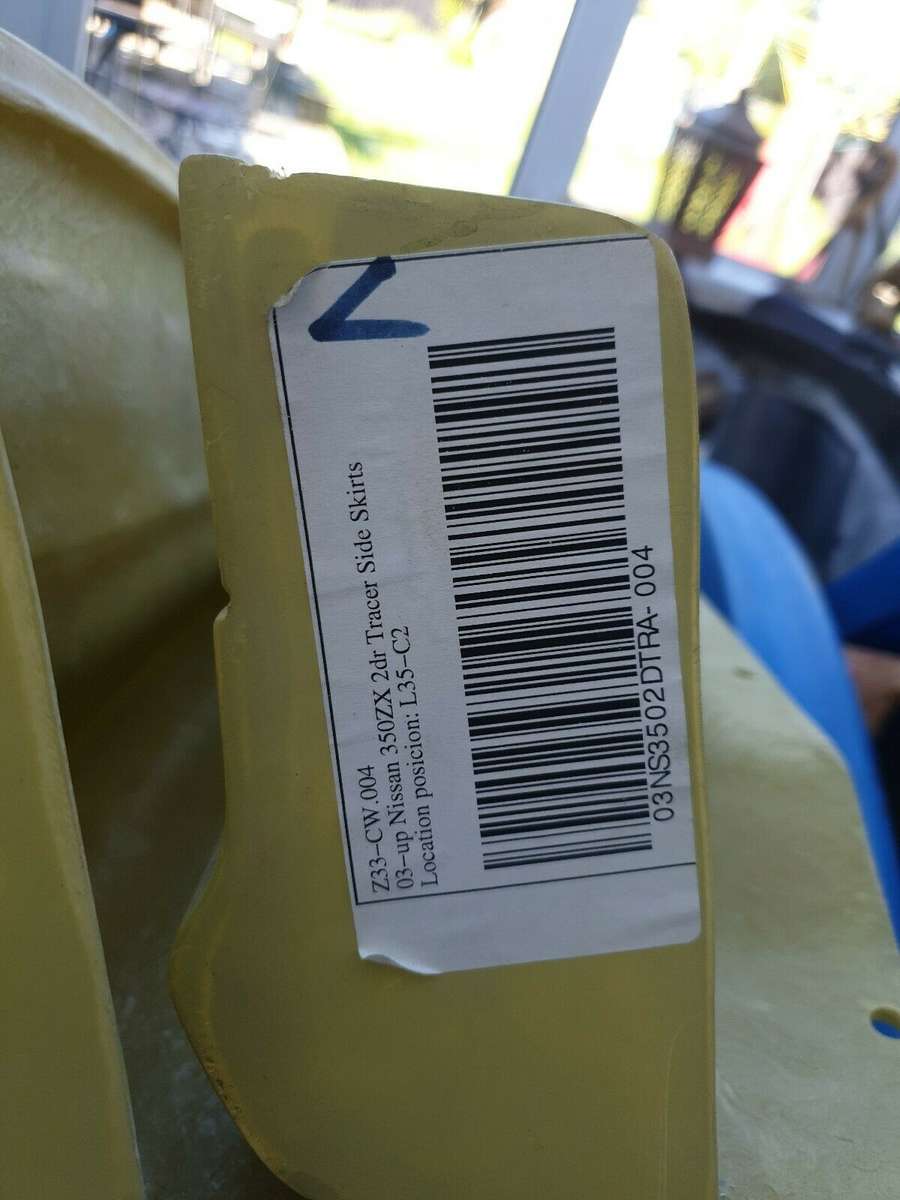 Z33-CW.004
03-up Nissan 350ZX 2dr Tracer Side Skirts
Location posicion: L35-C2
03NS3502DTRA-004